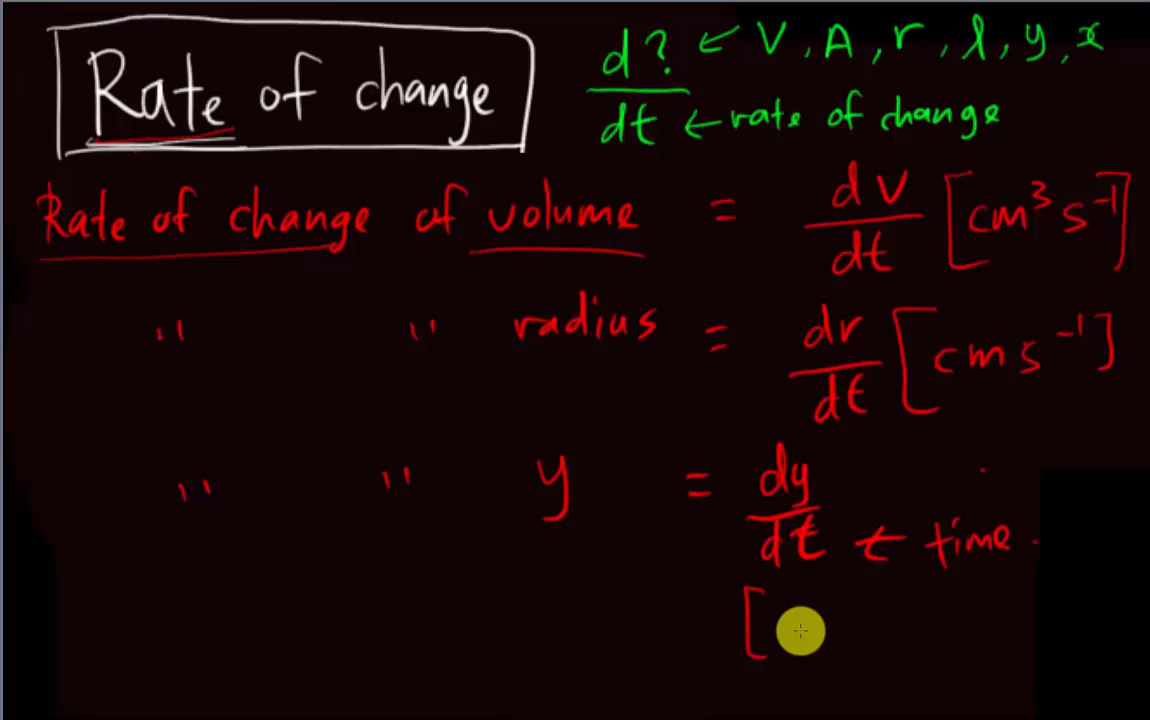 Rate of change
d?/dt ← V, A, r, l, y, x
← rate of change
Rate of change of volume = dV/dt [cm³ s⁻¹]
" " radius = dr/dt [cm s⁻¹]
" " y = dy/dt ← time.
[